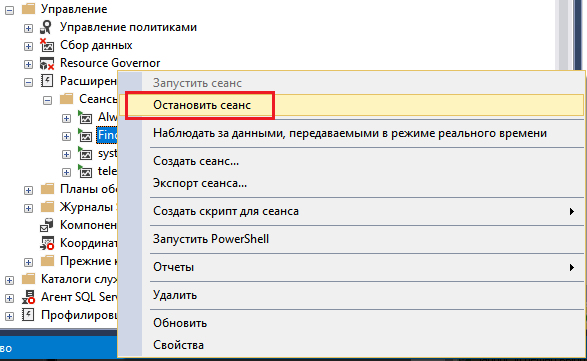 Управление
Управление политиками
Сбор данных
Resource Governor
Расширен
Сеансы
Alw
Find
syst
tele
Планы обс
Журналы
Компонен
Координат
Прежние к
Каталоги служ
Агент SQL Serve
Профилировщ
во
Запустить сеанс
Остановить сеанс
Наблюдать за данными, передаваемыми в режиме реального времени
Создать сеанс...
Экспорт сеанса...
Создать скрипт для сеанса
Запустить PowerShell
Отчеты
Удалить
Обновить
Свойства